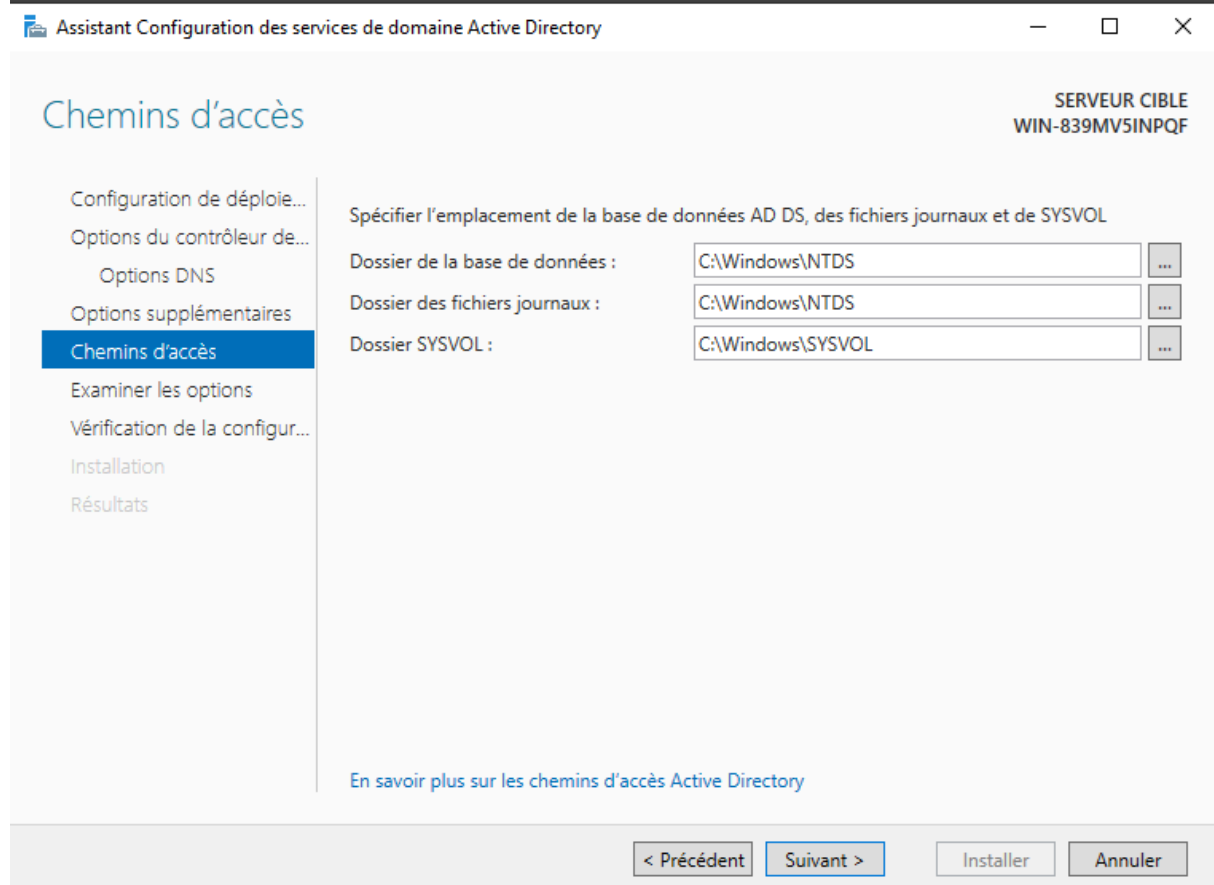 Assistant Configuration des services de domaine Active Directory
Chemins d'accès
SERVEUR CIBLE
WIN-839MV5INPQF
Configuration de déploie...
Options du contrôleur de...
Options DNS
Options supplémentaires
Chemins d'accès
Examiner les options
Vérification de la configur...
Installation
Résultats
Spécifier l'emplacement de la base de données AD DS, des fichiers journaux et de SYSVOL
Dossier de la base de données : C:\Windows\NTDS ...
Dossier des fichiers journaux : C:\Windows\NTDS ...
Dossier SYSVOL : C:\Windows\SYSVOL ...
En savoir plus sur les chemins d'accès Active Directory
< Précédent Suivant > Installer Annuler